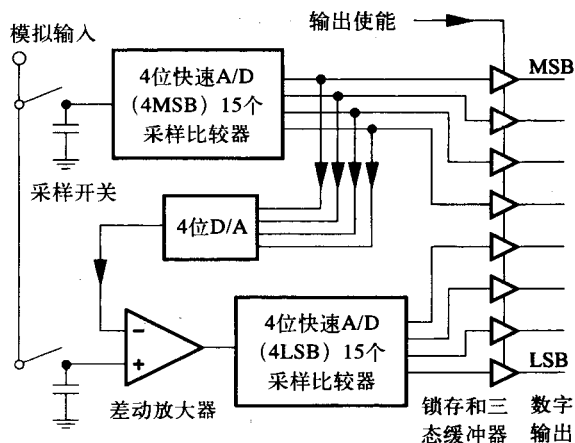 输出使能
模拟输入
MSB
4位快速A/D
(4MSB) 15个
采样比较器
采样开关
4位D/A
−
+
4位快速A/D
(4LSB) 15个
采样比较器
LSB
差动放大器
锁存和三
态缓冲器
数字
输出